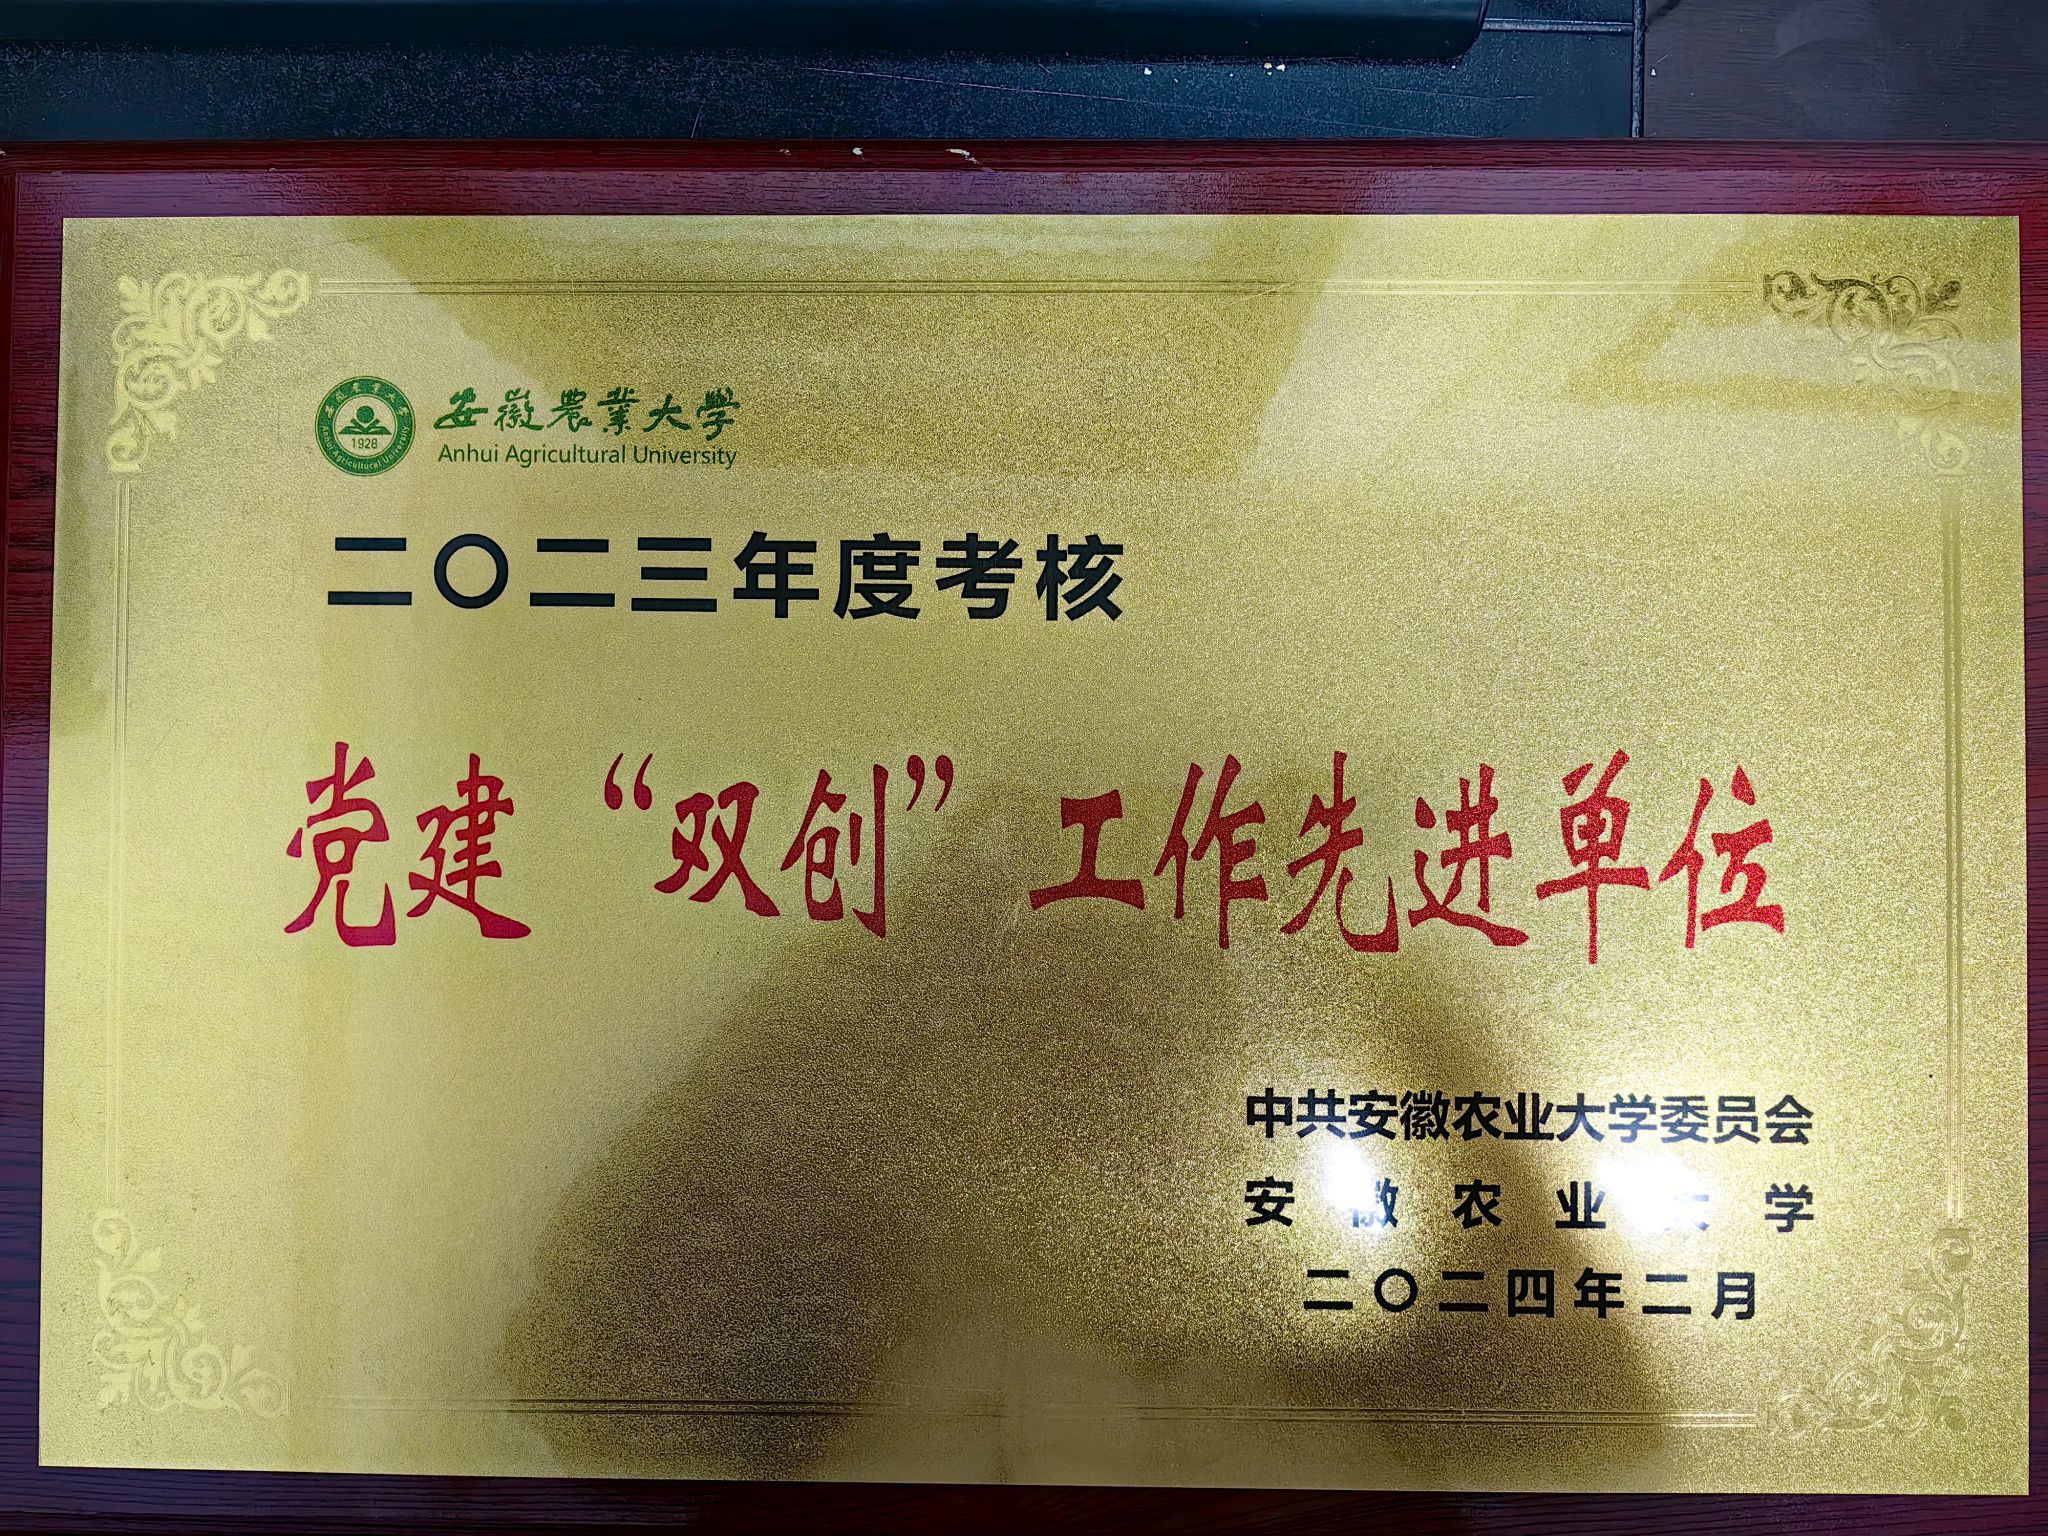 安徽農業大學
Anhui Agricultural University
1928
二〇二三年度考核
党建“双创”工作先进单位
中共安徽农业大学委员会
安徽农业大学
二〇二四年二月